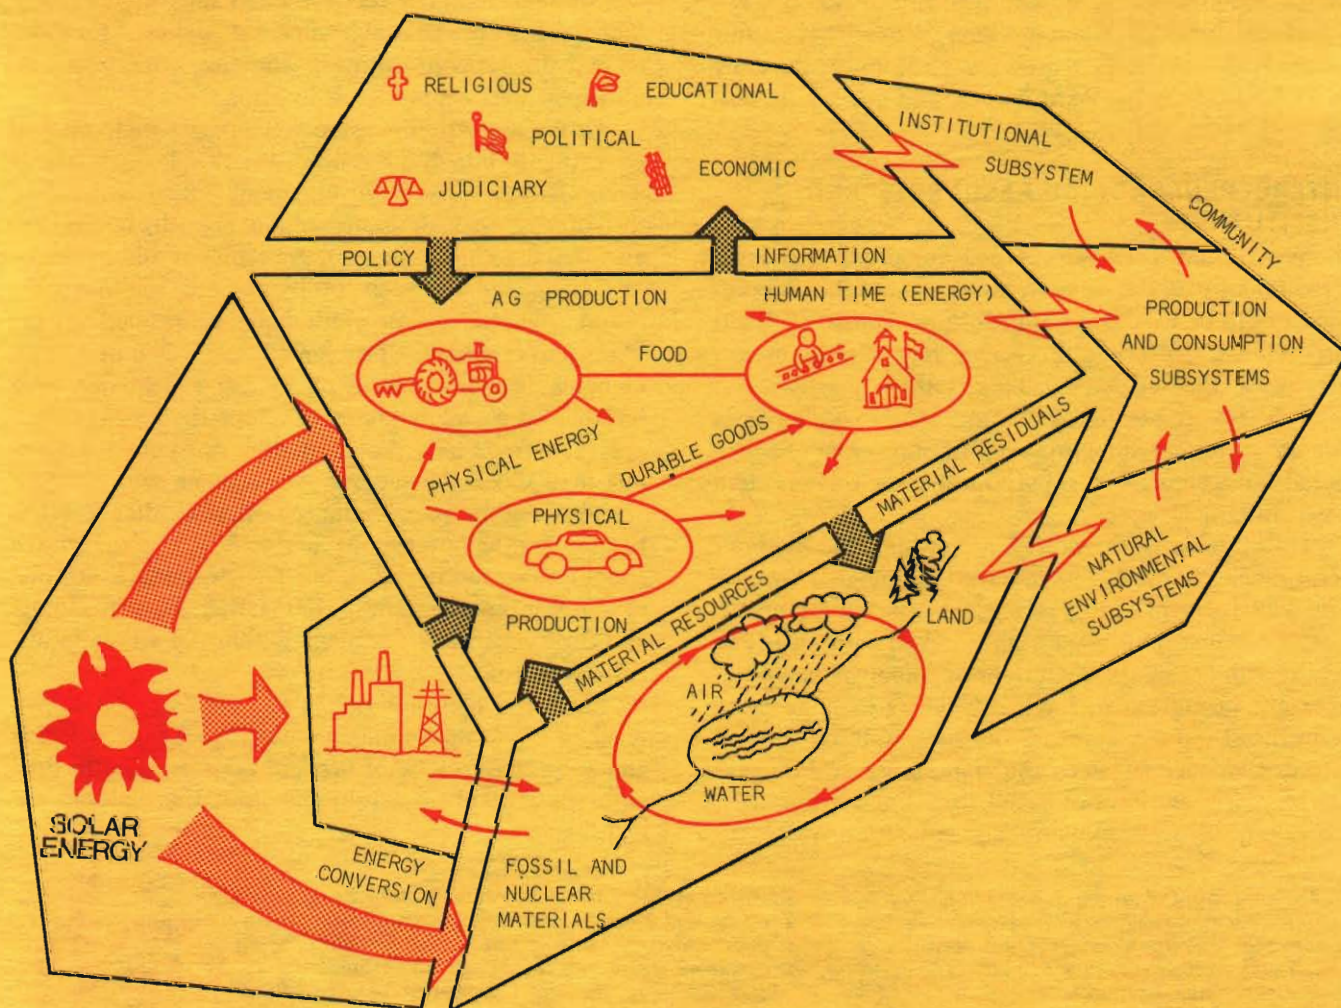 RELIGIOUS
EDUCATIONAL
POLITICAL
ECONOMIC
JUDICIARY
INSTITUTIONAL
SUBSYSTEM
COMMUNITY
POLICY
INFORMATION
AG PRODUCTION
HUMAN TIME (ENERGY)
FOOD
PRODUCTION
AND CONSUMPTION
SUBSYSTEMS
PHYSICAL ENERGY
DURABLE GOODS
MATERIAL RESIDUALS
PHYSICAL
PRODUCTION
MATERIAL RESOURCES
NATURAL
ENVIRONMENTAL
SUBSYSTEMS
LAND
AIR
WATER
SOLAR
ENERGY
ENERGY
CONVERSION
FOSSIL AND
NUCLEAR
MATERIALS